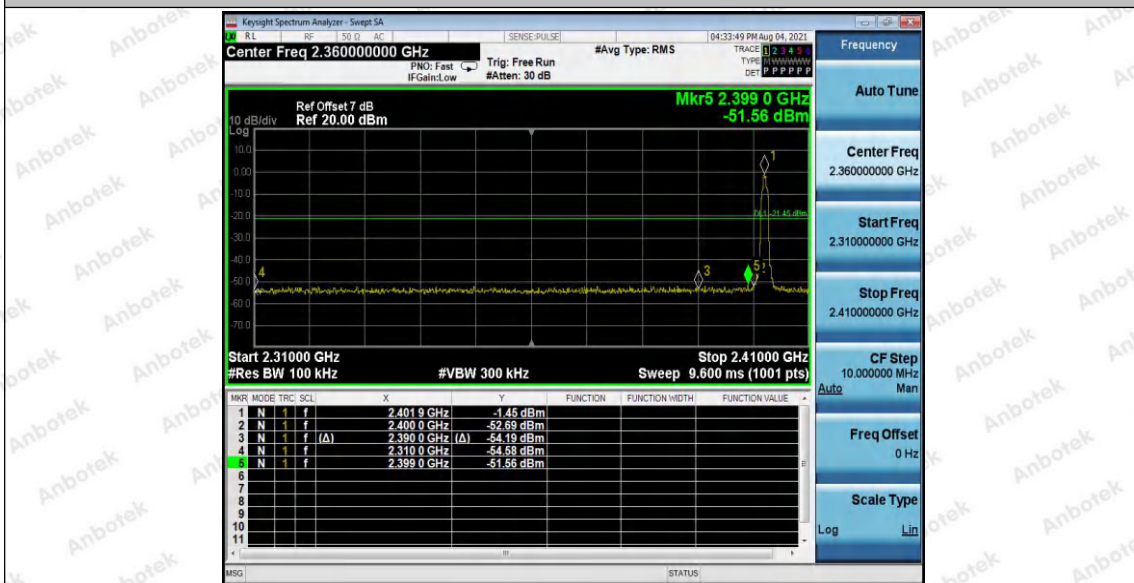 Keysight Spectrum Analyzer - Swept SA
RL RF 50 Ω AC SENSE:PULSE 04:33:49 PM Aug 04, 2021
Center Freq 2.360000000 GHz #Avg Type: RMS TRACE 1 2 3 4 5 6
PNO: Fast Trig: Free Run TYPE M WWWWW
IFGain:Low #Atten: 30 dB DET P P P P P P
Mkr5 2.399 0 GHz
Ref Offset 7 dB
10 dB/div Ref 20.00 dBm -51.56 dBm
Log
10.0
0.00
-10.0
-20.0
-30.0
-40.0
-50.0
-60.0
-70.0
1
DL1 -21.45 dBm
4
3
5
Start 2.31000 GHz Stop 2.41000 GHz
#Res BW 100 kHz #VBW 300 kHz Sweep 9.600 ms (1001 pts)
MKR MODE TRC SCL X Y FUNCTION FUNCTION WIDTH FUNCTION VALUE
1 N 1 f 2.401 9 GHz -1.45 dBm
2 N 1 f 2.400 0 GHz -52.69 dBm
3 N 1 f (Δ) 2.390 0 GHz (Δ) -54.19 dBm
4 N 1 f 2.310 0 GHz -54.58 dBm
5 N 1 f 2.399 0 GHz -51.56 dBm
6
7
8
9
10
11
MSG STATUS
Frequency
Auto Tune
Center Freq
2.360000000 GHz
Start Freq
2.310000000 GHz
Stop Freq
2.410000000 GHz
CF Step
10.000000 MHz
Auto Man
Freq Offset
0 Hz
Scale Type
Log Lin
Anbotek